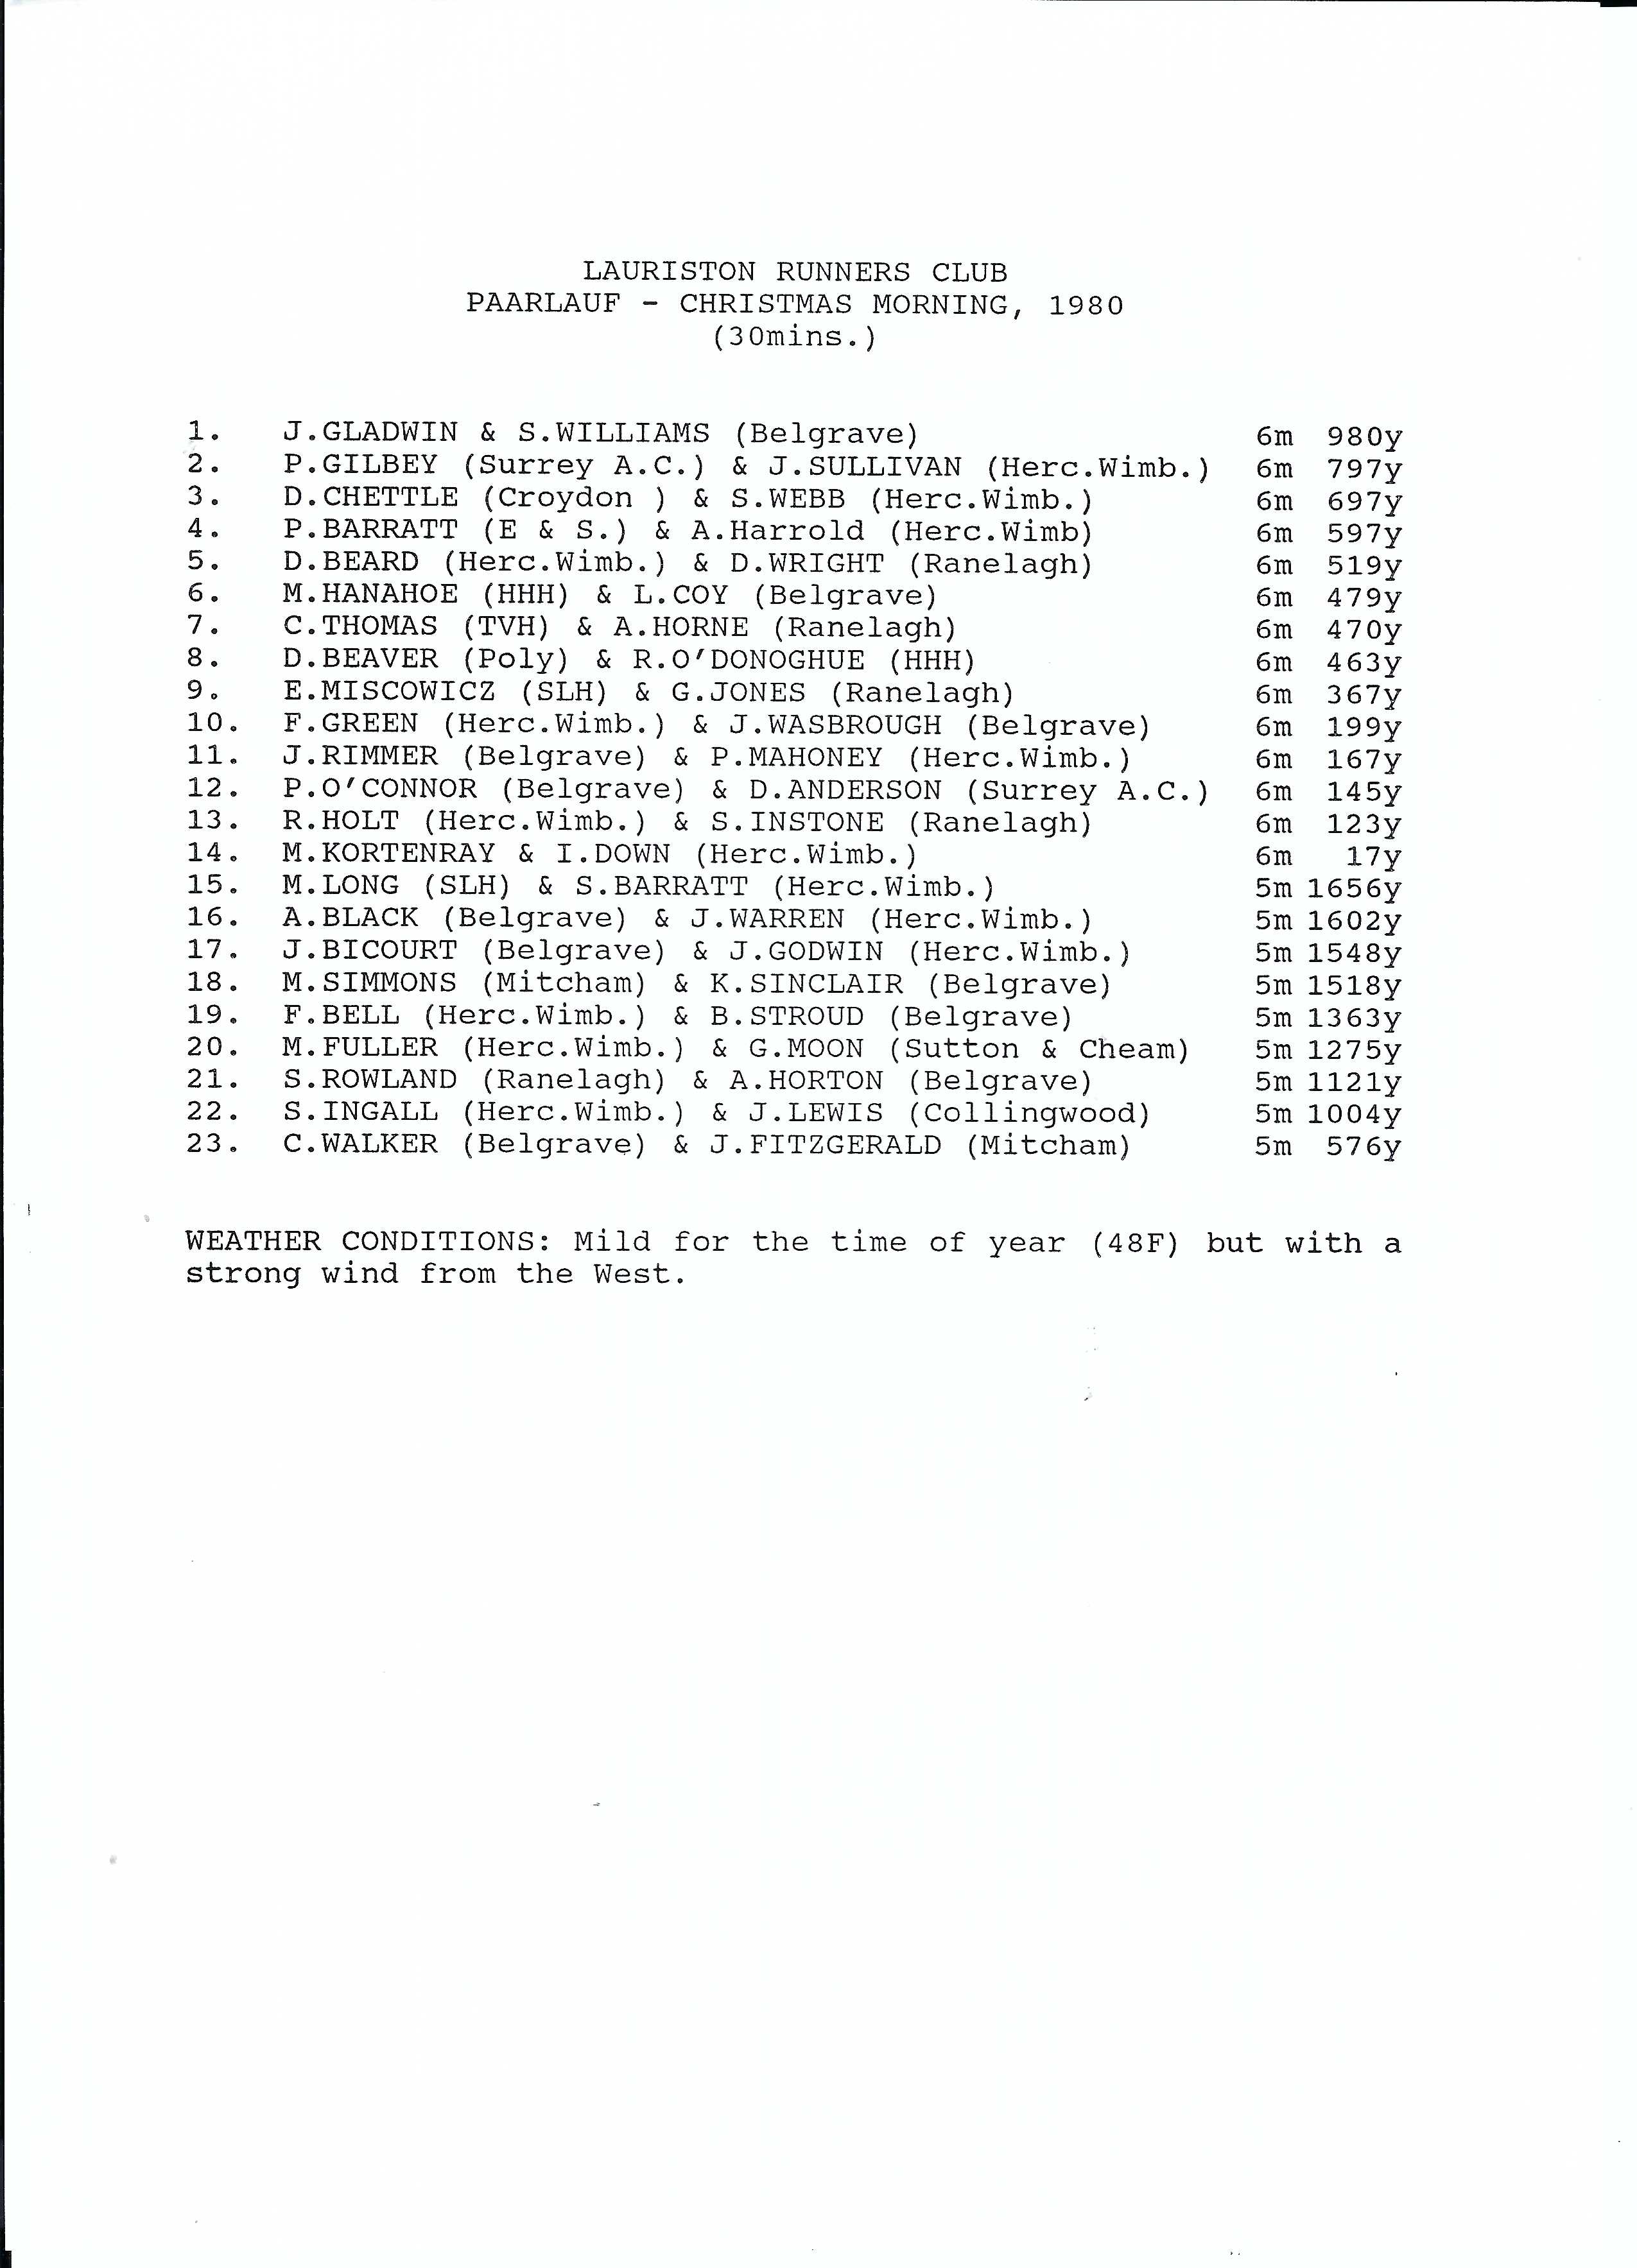 LAURISTON RUNNERS CLUB
PAARLAUF - CHRISTMAS MORNING, 1980
(30mins.)
1. J.GLADWIN & S.WILLIAMS (Belgrave) 6m 980y
2. P.GILBEY (Surrey A.C.) & J.SULLIVAN (Herc.Wimb.) 6m 797y
3. D.CHETTLE (Croydon ) & S.WEBB (Herc.Wimb.) 6m 697y
4. P.BARRATT (E & S.) & A.Harrold (Herc.Wimb) 6m 597y
5. D.BEARD (Herc.Wimb.) & D.WRIGHT (Ranelagh) 6m 519y
6. M.HANAHOE (HHH) & L.COY (Belgrave) 6m 479y
7. C.THOMAS (TVH) & A.HORNE (Ranelagh) 6m 470y
8. D.BEAVER (Poly) & R.O'DONOGHUE (HHH) 6m 463y
9. E.MISCOWICZ (SLH) & G.JONES (Ranelagh) 6m 367y
10. F.GREEN (Herc.Wimb.) & J.WASBROUGH (Belgrave) 6m 199y
11. J.RIMMER (Belgrave) & P.MAHONEY (Herc.Wimb.) 6m 167y
12. P.O'CONNOR (Belgrave) & D.ANDERSON (Surrey A.C.) 6m 145y
13. R.HOLT (Herc.Wimb.) & S.INSTONE (Ranelagh) 6m 123y
14. M.KORTENRAY & I.DOWN (Herc.Wimb.) 6m 17y
15. M.LONG (SLH) & S.BARRATT (Herc.Wimb.) 5m 1656y
16. A.BLACK (Belgrave) & J.WARREN (Herc.Wimb.) 5m 1602y
17. J.BICOURT (Belgrave) & J.GODWIN (Herc.Wimb.) 5m 1548y
18. M.SIMMONS (Mitcham) & K.SINCLAIR (Belgrave) 5m 1518y
19. F.BELL (Herc.Wimb.) & B.STROUD (Belgrave) 5m 1363y
20. M.FULLER (Herc.Wimb.) & G.MOON (Sutton & Cheam) 5m 1275y
21. S.ROWLAND (Ranelagh) & A.HORTON (Belgrave) 5m 1121y
22. S.INGALL (Herc.Wimb.) & J.LEWIS (Collingwood) 5m 1004y
23. C.WALKER (Belgrave) & J.FITZGERALD (Mitcham) 5m 576y
WEATHER CONDITIONS: Mild for the time of year (48F) but with a
strong wind from the West.